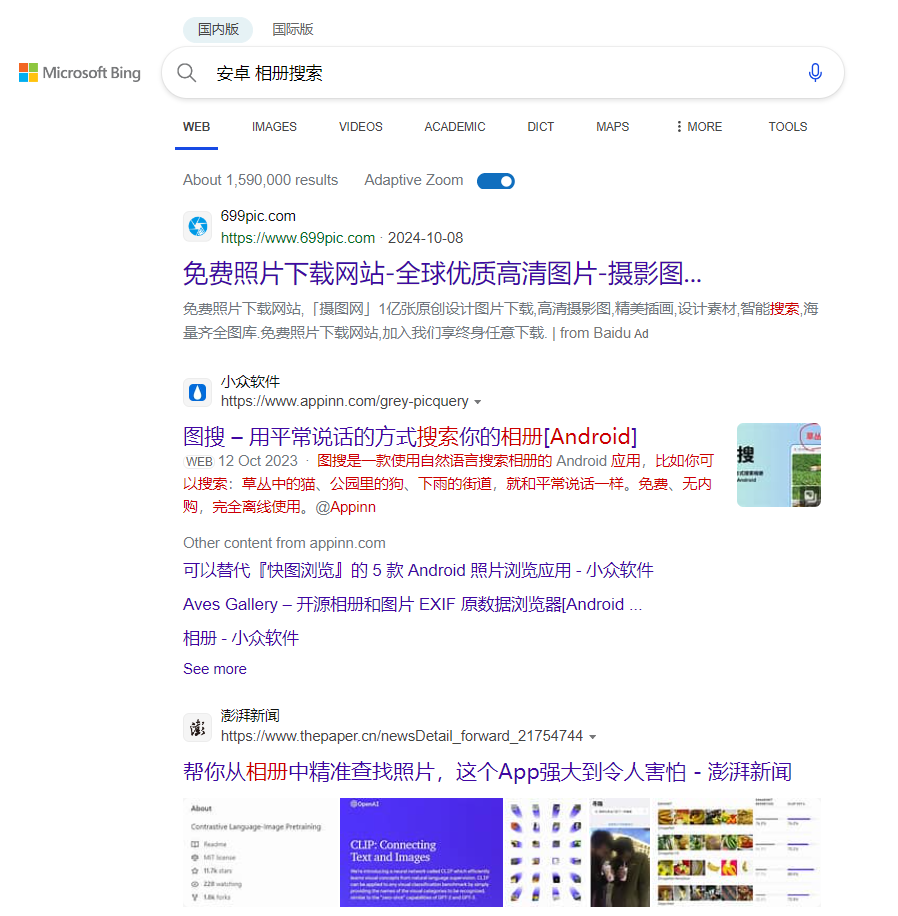 国内版 国际版
Microsoft Bing
安卓 相册搜索
WEB IMAGES VIDEOS ACADEMIC DICT MAPS MORE TOOLS
About 1,590,000 results Adaptive Zoom
699pic.com
https://www.699pic.com · 2024-10-08
免费照片下载网站-全球优质高清图片-摄影图...
免费照片下载网站,「摄图网」1亿张原创设计图片下载,高清摄影图,精美插画,设计素材,智能搜索,海
量齐全图库.免费照片下载网站,加入我们享终身任意下载. | from Baidu Ad
小众软件
https://www.appinn.com/grey-picquery
图搜 – 用平常说话的方式搜索你的相册[Android]
WEB 12 Oct 2023 · 图搜是一款使用自然语言搜索相册的 Android 应用，比如你可
以搜索：草丛中的猫、公园里的狗、下雨的街道，就和平常说话一样。免费、无内
购，完全离线使用。@Appinn
搜
Android
Other content from appinn.com
可以替代『快图浏览』的 5 款 Android 照片浏览应用 - 小众软件
Aves Gallery – 开源相册和图片 EXIF 原数据浏览器[Android ...
相册 - 小众软件
See more
澎湃新闻
https://www.thepaper.cn/newsDetail_forward_21754744
帮你从相册中精准查找照片，这个App强大到令人害怕 - 澎湃新闻
About
Contrastive Language-Image Pretraining
Readme
MIT license
11.7k stars
228 watching
1.8k forks
OpenAI
CLIP: Connecting
Text and Images